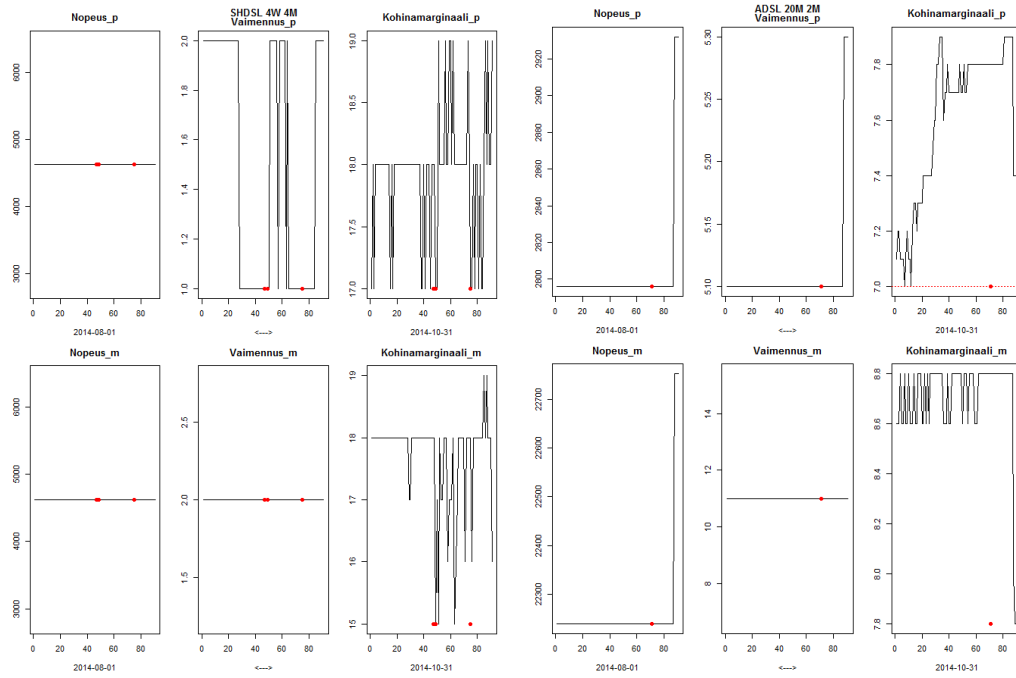 SHDSL 4W 4M
Nopeus_p
3000 4000 5000 6000
0 20 40 60 80
2014-08-01
Vaimennus_p
1.0 1.2 1.4 1.6 1.8 2.0
0 20 40 60 80
<--->
Kohinamarginaali_p
17.0 17.5 18.0 18.5 19.0
0 20 40 60 80
2014-10-31
ADSL 20M 2M
Nopeus_p
2800 2820 2840 2860 2880 2900 2920
0 20 40 60 80
2014-08-01
Vaimennus_p
5.10 5.15 5.20 5.25 5.30
0 20 40 60 80
<--->
Kohinamarginaali_p
7.0 7.2 7.4 7.6 7.8
0 20 40 60 80
2014-10-31
Nopeus_m
3000 4000 5000 6000
0 20 40 60 80
2014-08-01
Vaimennus_m
1.5 2.0 2.5
0 20 40 60 80
<--->
Kohinamarginaali_m
15 16 17 18 19
0 20 40 60 80
2014-10-31
Nopeus_m
22300 22400 22500 22600 22700
0 20 40 60 80
2014-08-01
Vaimennus_m
8 10 12 14
0 20 40 60 80
<--->
Kohinamarginaali_m
7.8 8.0 8.2 8.4 8.6 8.8
0 20 40 60 80
2014-10-31